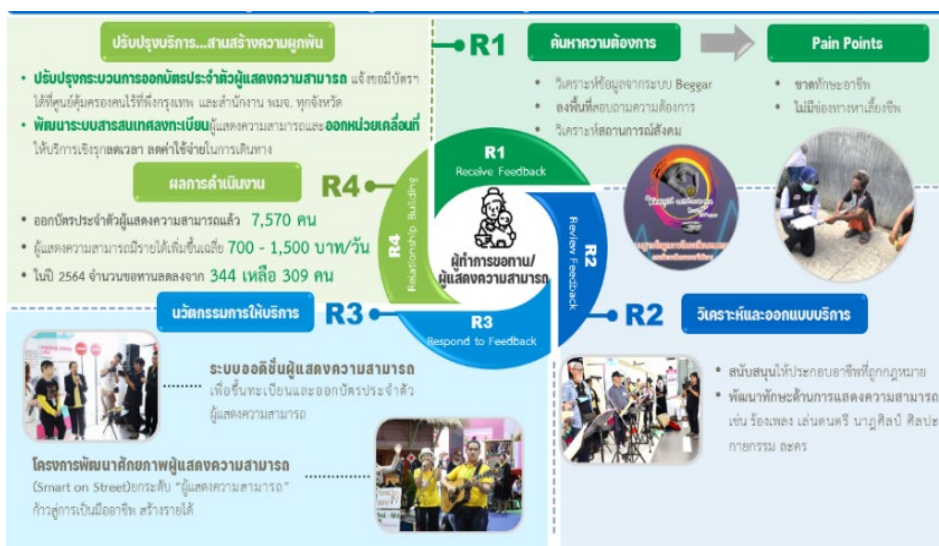 ปรับปรุงบริการ...สานสร้างความผูกพัน
• ปรับปรุงกระบวนการออกบัตรประจำตัวผู้แสดงความสามารถ แจ้งขอมีบัตรฯ
ได้ที่ศูนย์คุ้มครองคนไร้ที่พึ่งกรุงเทพ และสำนักงาน พมจ. ทุกจังหวัด
• พัฒนาระบบสารสนเทศลงทะเบียนผู้แสดงความสามารถและออกหน่วยเคลื่อนที่
ให้บริการเชิงรุกลดเวลา ลดค่าใช้จ่ายในการเดินทาง
ผลการดำเนินงาน
R4
• ออกบัตรประจำตัวผู้แสดงความสามารถแล้ว 7,570 คน
• ผู้แสดงความสามารถมีรายได้เพิ่มขึ้นเฉลี่ย 700 - 1,500 บาท/วัน
• ในปี 2564 จำนวนขอทานลดลงจาก 344 เหลือ 309 คน
R1
ค้นหาความต้องการ
Pain Points
• วิเคราะห์ข้อมูลจากระบบ Beggar
• ลงพื้นที่สอบถามความต้องการ
• วิเคราะห์สถานการณ์สังคม
• ขาดทักษะอาชีพ
• ไม่มีช่องทางหาเลี้ยงชีพ
R1
Receive Feedback
R2
Review Feedback
R3
Respond to Feedback
R4
Relationship Building
ผู้ทำการขอทาน/
ผู้แสดงความสามารถ
R2
วิเคราะห์และออกแบบบริการ
• สนับสนุนให้ประกอบอาชีพที่ถูกกฎหมาย
• พัฒนาทักษะด้านการแสดงความสามารถ
เช่น ร้องเพลง เล่นดนตรี นาฏศิลป์ ศิลปะ
กายกรรม ละคร
นวัตกรรมการให้บริการ
R3
ระบบออดิชั่นผู้แสดงความสามารถ
เพื่อขึ้นทะเบียนและออกบัตรประจำตัว
ผู้แสดงความสามารถ
โครงการพัฒนาศักยภาพผู้แสดงความสามารถ
(Smart on Street)ยกระดับ "ผู้แสดงความสามารถ"
ก้าวสู่การเป็นมืออาชีพ สร้างรายได้